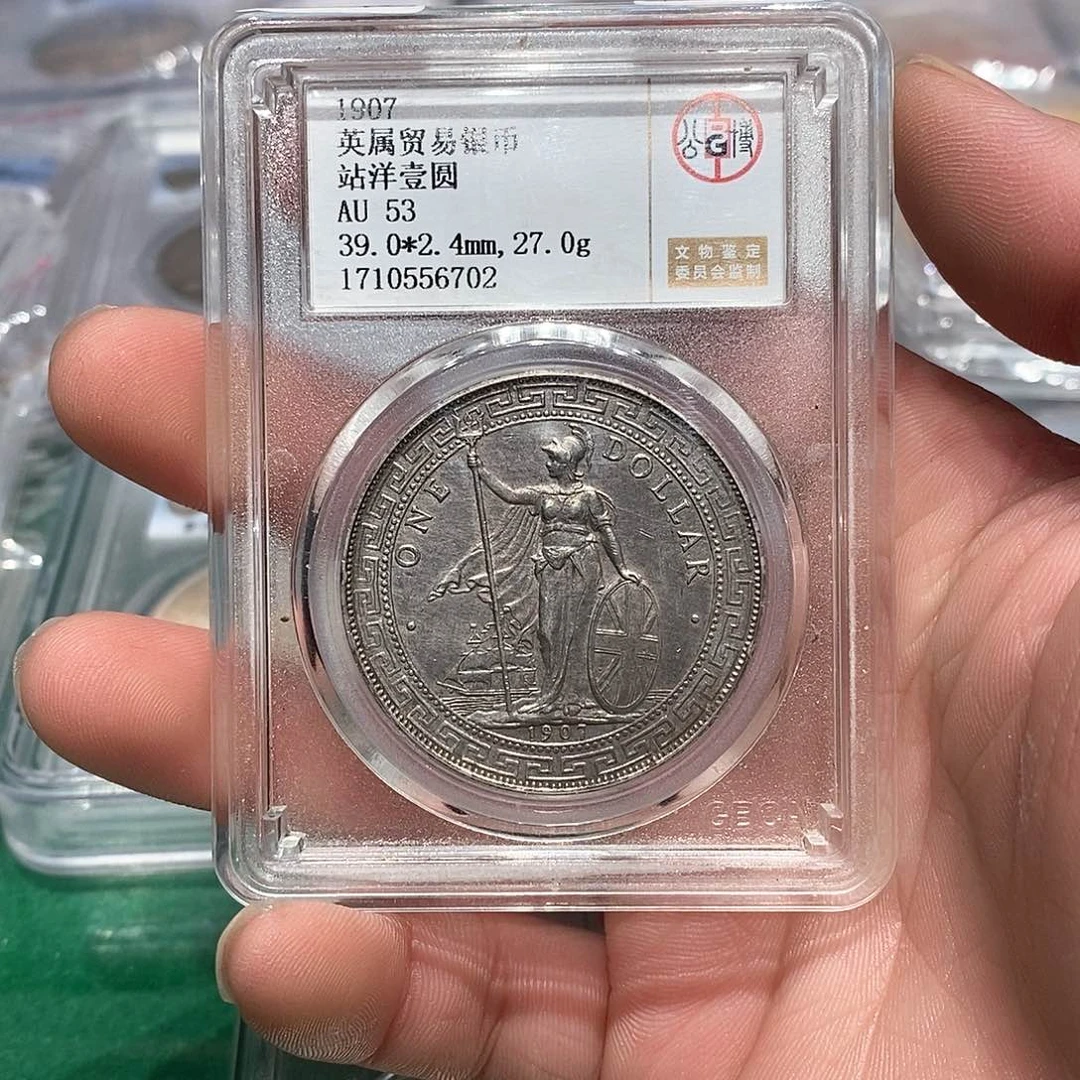 1907
英属贸易银币
站洋壹圆
AU 53
39.0*2.4mm,27.0g
1710556702
公G博
文物鉴定
委员会监制
ONE DOLLAR
1907